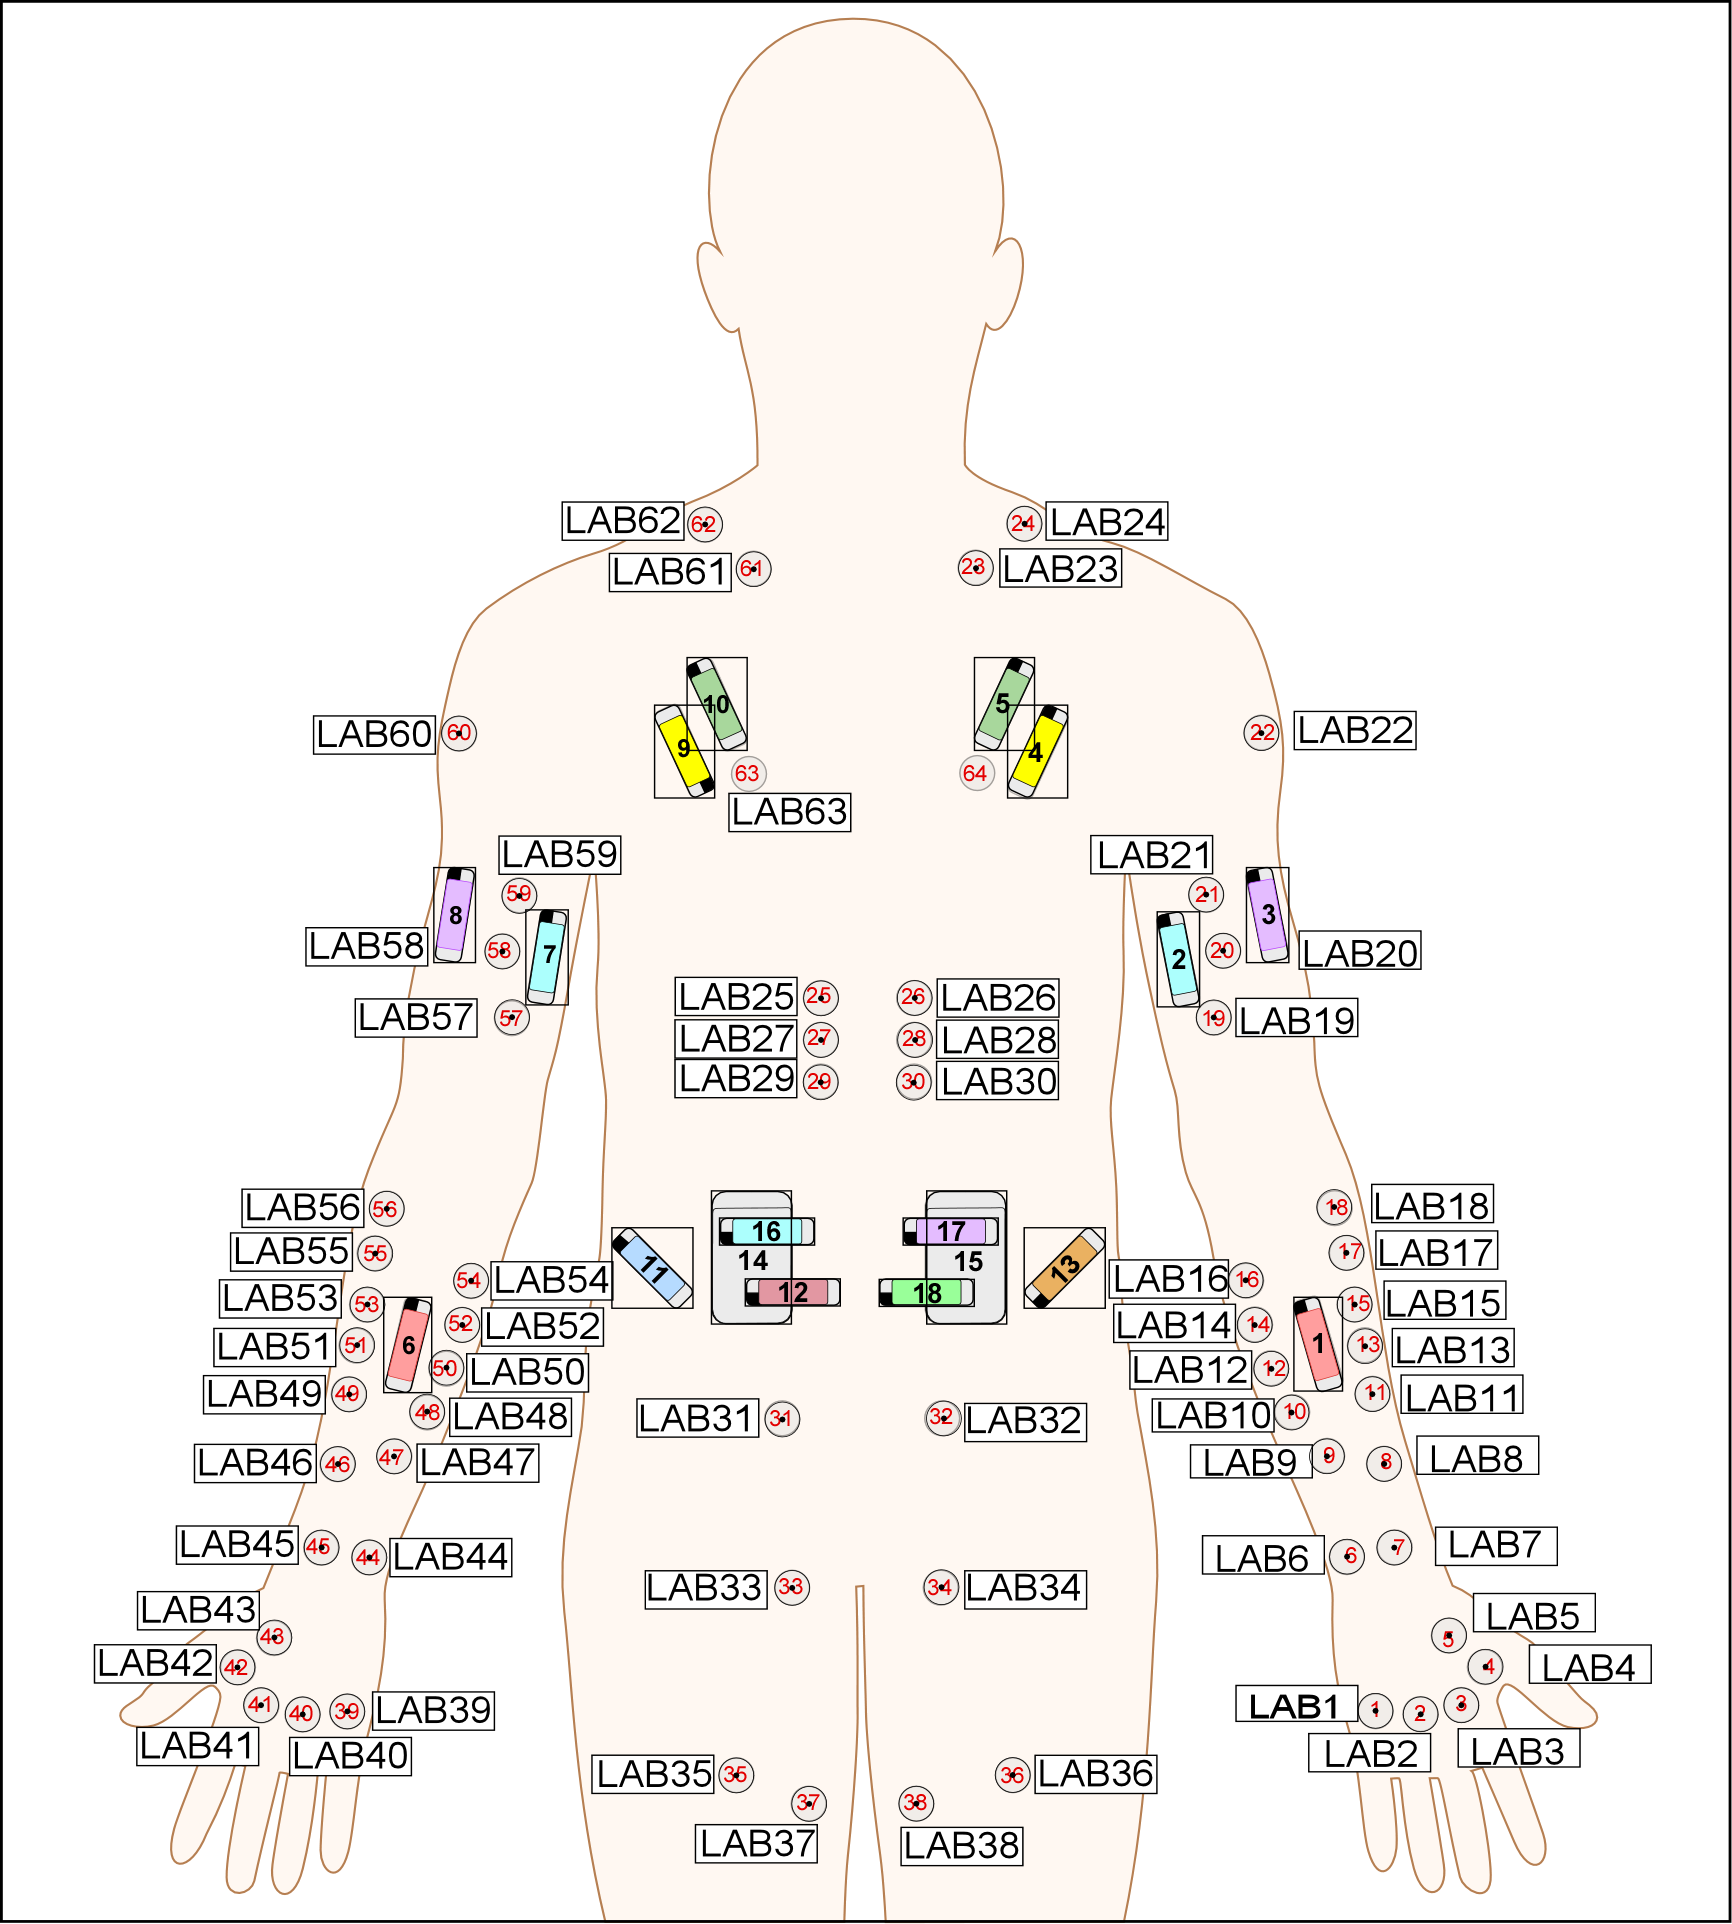 LAB62 62 24 LAB24
LAB61 61 23 LAB23
10 5
9 4
LAB60 60 22 LAB22
63 64
LAB63
LAB59 LAB21
59 21
8 3
LAB58 58 7 2 20 LAB20
LAB57 57 19 LAB19
LAB25 25 26 LAB26
LAB27 27 28 LAB28
LAB29 29 30 LAB30
LAB56 56 18 LAB18
16 17
LAB55 55 14 15 17 LAB17
11 13
LAB54 54 LAB16 16
12 18
LAB53 53 15 LAB15
LAB52 52 LAB14 14
LAB51 51 6 1 13 LAB13
LAB50 50 LAB12 12
LAB49 49 11 LAB11
LAB48 48 LAB31 31 32 LAB32 LAB10 10
LAB46 46 47 LAB47 LAB9 9 8 LAB8
LAB45 45 44 LAB44 LAB6 6 7 LAB7
LAB33 33 34 LAB34
LAB43 43 5 LAB5
LAB42 42 4 LAB4
41 40 39 LAB39 LAB1 1 2 3
LAB41 LAB40 LAB2 LAB3
LAB35 35 36 LAB36
37 38
LAB37 LAB38